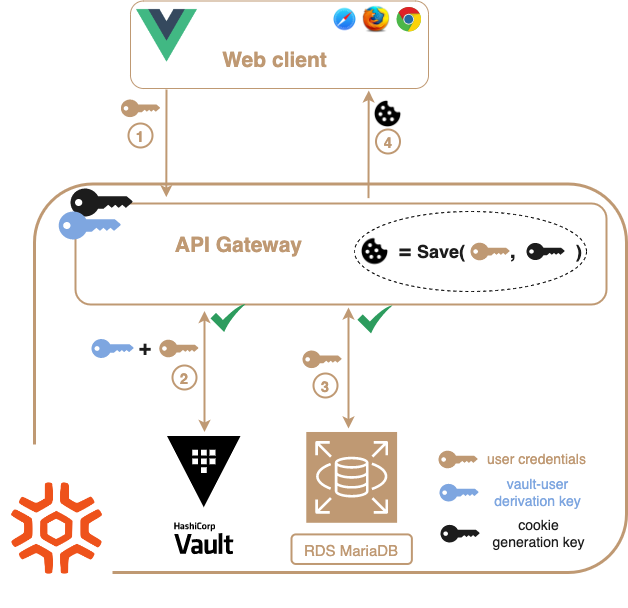 Web client
1
4
API Gateway
= Save( , )
+
2
3
HashiCorp
Vault
RDS MariaDB
user credentials
vault-user
derivation key
cookie
generation key